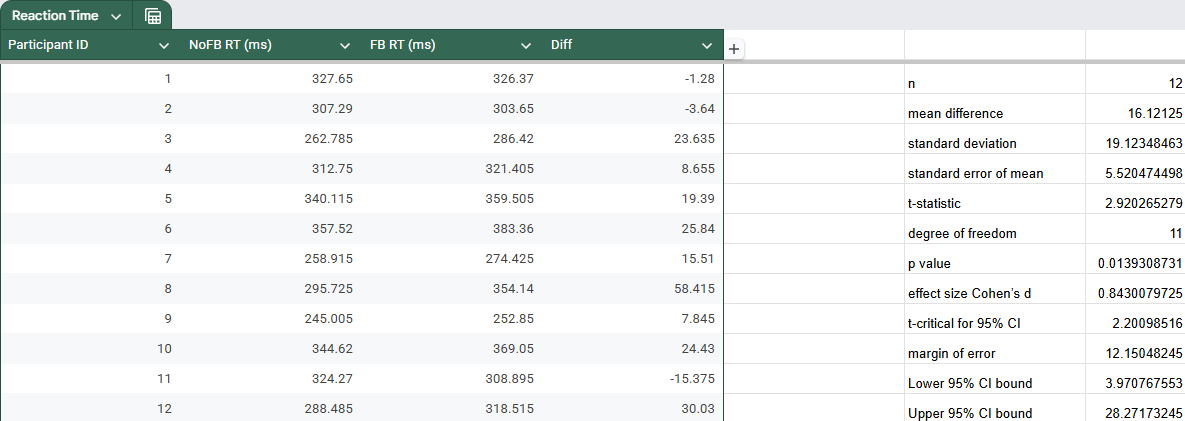 Reaction Time
Participant ID NoFB RT (ms) FB RT (ms) Diff +
1 327.65 326.37 -1.28 n 12
2 307.29 303.65 -3.64 mean difference 16.12125
3 262.785 286.42 23.635 standard deviation 19.12348463
4 312.75 321.405 8.655 standard error of mean 5.520474498
5 340.115 359.505 19.39 t-statistic 2.920265279
6 357.52 383.36 25.84 degree of freedom 11
7 258.915 274.425 15.51 p value 0.0139308731
8 295.725 354.14 58.415 effect size Cohen's d 0.8430079725
9 245.005 252.85 7.845 t-critical for 95% CI 2.20098516
10 344.62 369.05 24.43 margin of error 12.15048245
11 324.27 308.895 -15.375 Lower 95% CI bound 3.970767553
12 288.485 318.515 30.03 Upper 95% CI bound 28.27173245